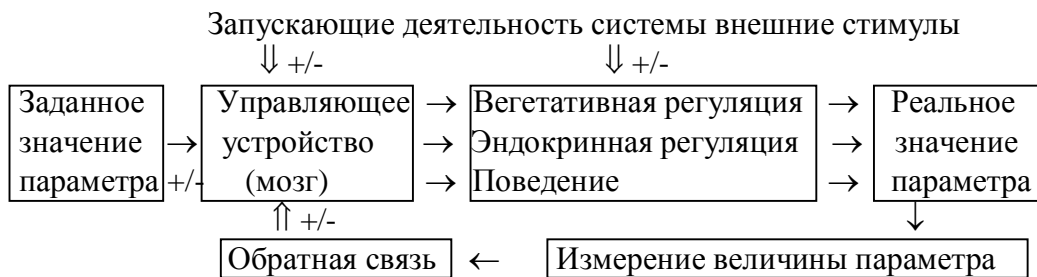 Запускающие деятельность системы внешние стимулы
⇓ +/- ⇓ +/-
Заданное Управляющее → Вегетативная регуляция → Реальное
значение → устройство → Эндокринная регуляция → значение
параметра +/- (мозг) → Поведение → параметра
⇑ +/- ↓
Обратная связь ← Измерение величины параметра